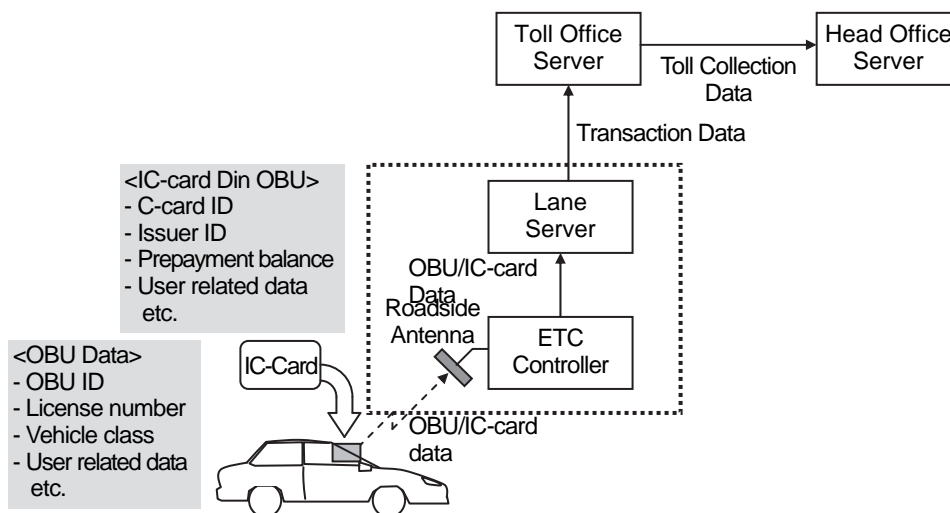 Toll Office
Server
Head Office
Server
Toll Collection
Data
Transaction Data
<IC-card Din OBU>
- C-card ID
- Issuer ID
- Prepayment balance
- User related data
etc.
Lane
Server
OBU/IC-card
Data
Roadside
Antenna
ETC
Controller
<OBU Data>
- OBU ID
- License number
- Vehicle class
- User related data
etc.
IC-Card
OBU/IC-card
data